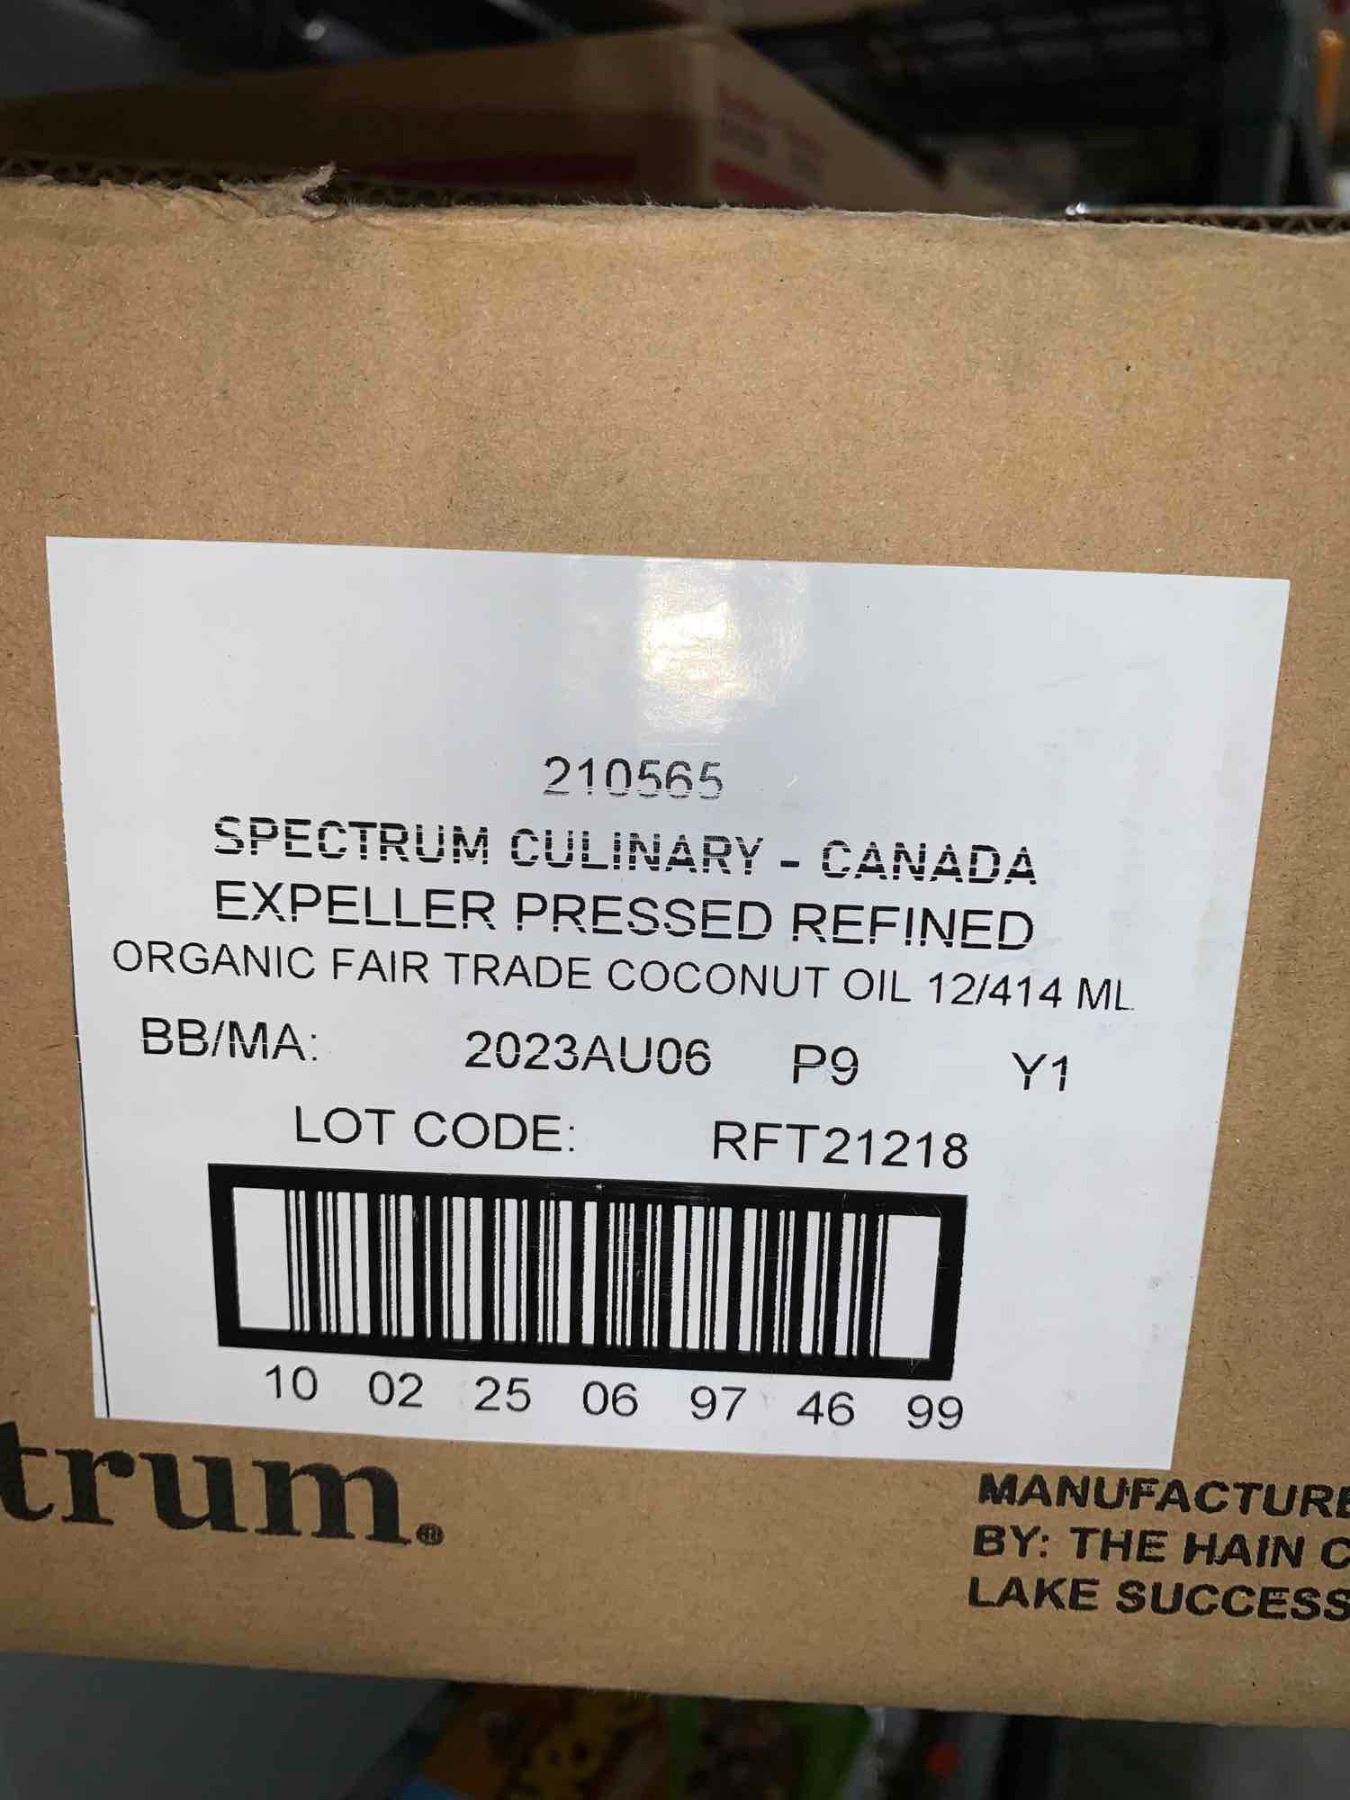 210565
SPECTRUM CULINARY - CANADA
EXPELLER PRESSED REFINED
ORGANIC FAIR TRADE COCONUT OIL 12/414 ML
BB/MA: 2023AU06 P9 Y1
LOT CODE: RFT21218
10 02 25 06 97 46 99
trum.®
MANUFACTURE
BY: THE HAIN C
LAKE SUCCESS